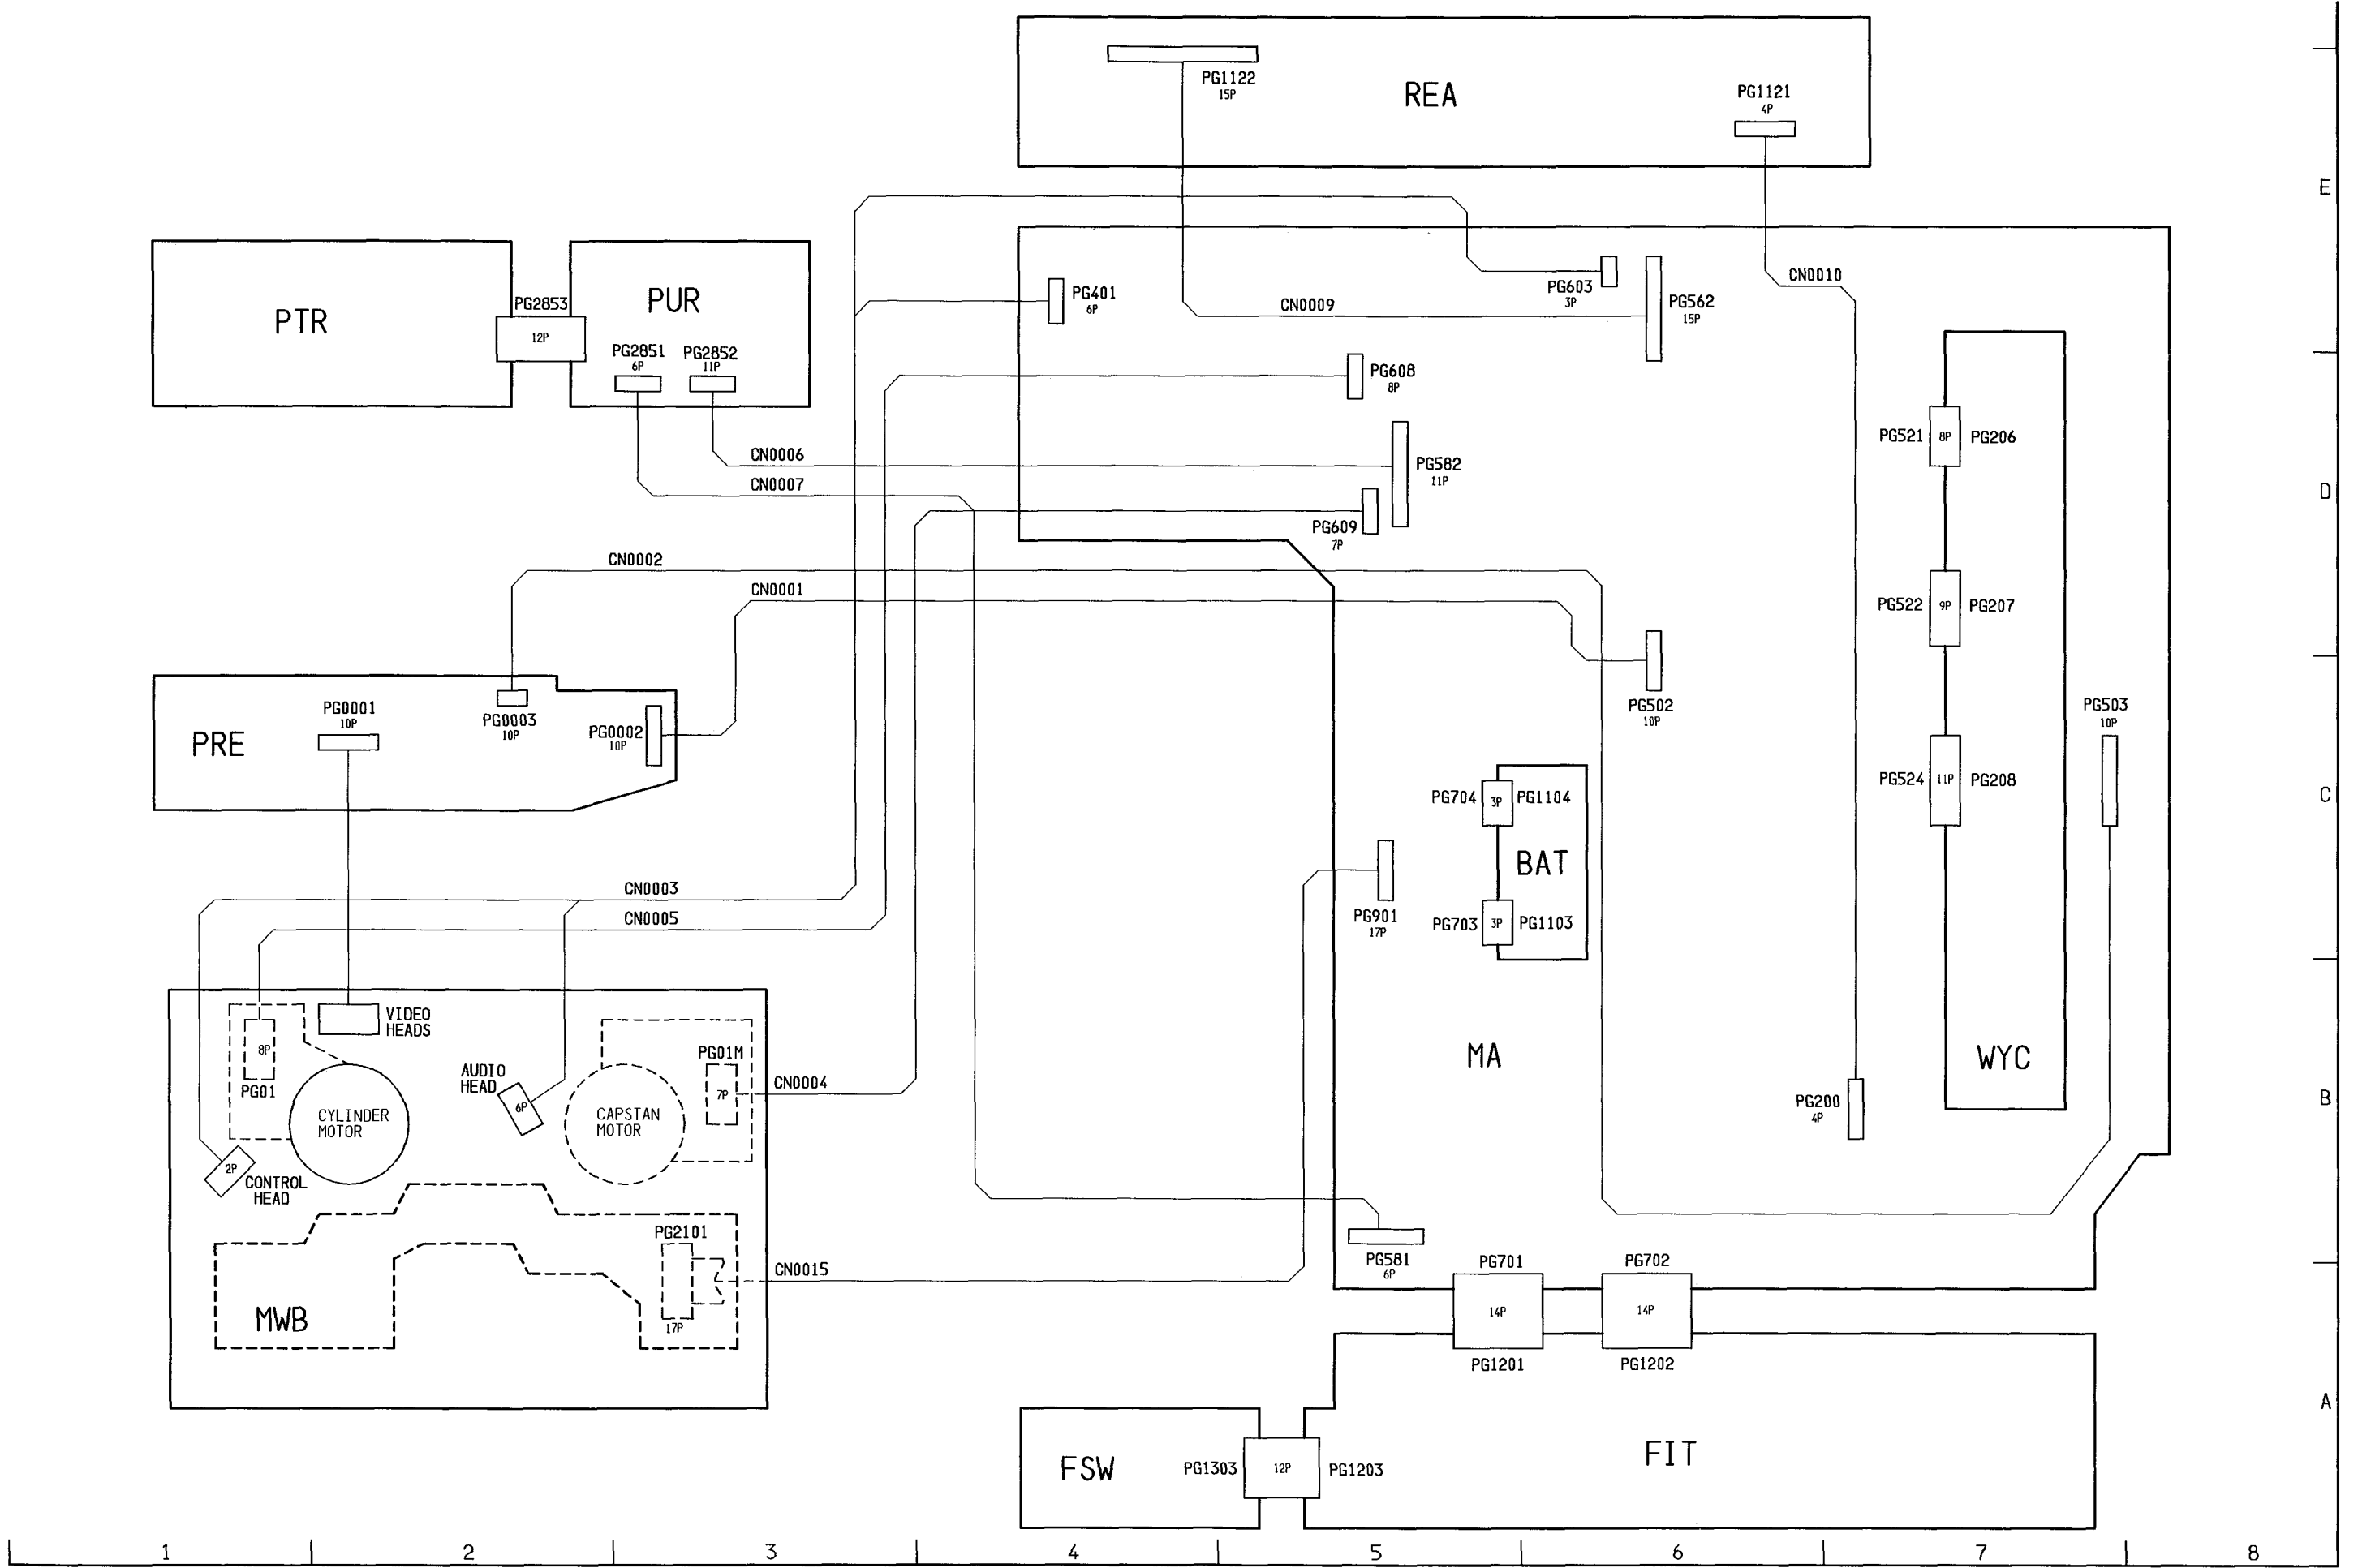 PG1122
15P
REA
PG1121
4P
E
PTR
PG2853
12P
PUR
PG2851
6P
PG2852
11P
PG401
6P
CN0009
PG603
3P
PG562
15P
CN0010
PG608
8P
PG521
8P
PG206
CN0006
PG582
11P
CN0007
PG609
7P
D
CN0002
CN0001
PG522
9P
PG207
PRE
PG0001
10P
PG0003
10P
PG0002
10P
PG502
10P
PG503
10P
PG524
11P
PG208
PG704
3P
PG1104
C
BAT
PG703
3P
PG1103
PG901
17P
CN0003
CN0005
VIDEO
HEADS
8P
PG01
CYLINDER
MOTOR
AUDIO
HEAD
6P
CAPSTAN
MOTOR
PG01M
7P
CN0004
MA
WYC
PG200
4P
B
2P
CONTROL
HEAD
PG2101
17P
CN0015
MWB
PG581
6P
PG701
14P
PG1201
PG702
14P
PG1202
FSW
PG1303
12P
PG1203
FIT
A
1
2
3
4
5
6
7
8